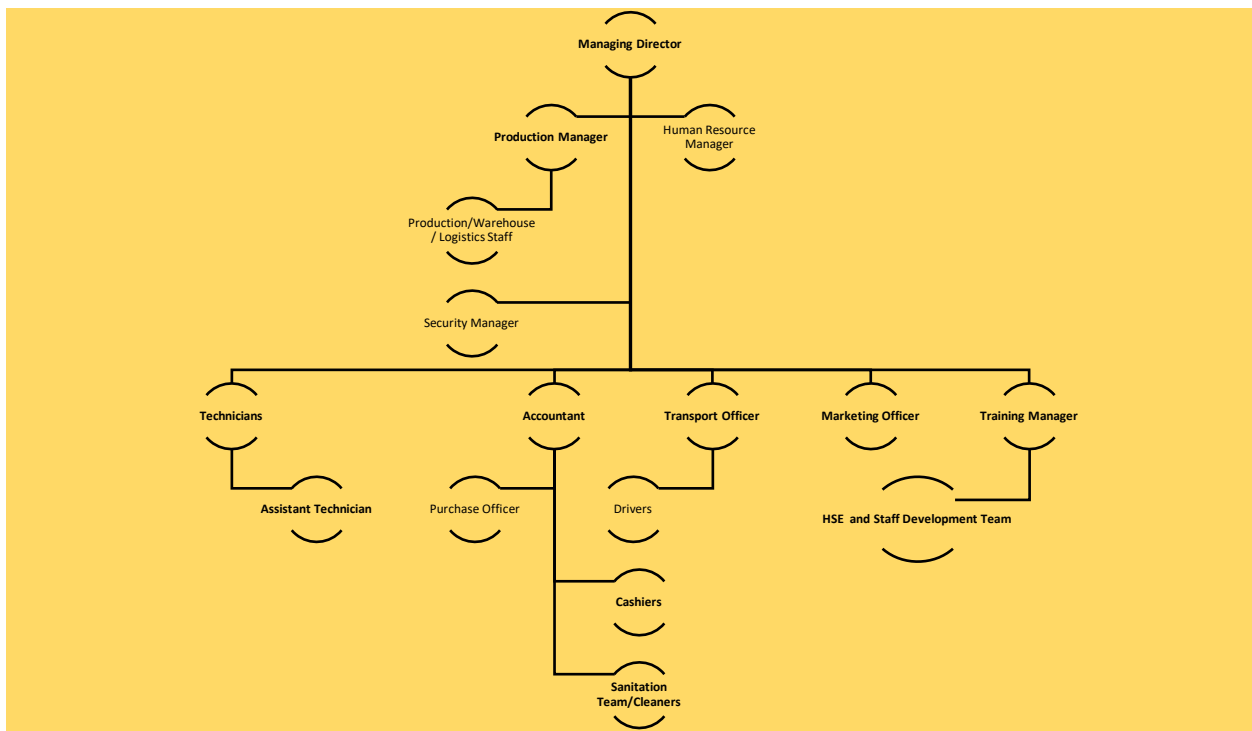 Managing Director
Production Manager
Human Resource
Manager
Production/Warehouse
/ Logistics Staff
Security Manager
Technicians
Accountant
Transport Officer
Marketing Officer
Training Manager
Assistant Technician
Purchase Officer
Drivers
HSE and Staff Development Team
Cashiers
Sanitation
Team/Cleaners